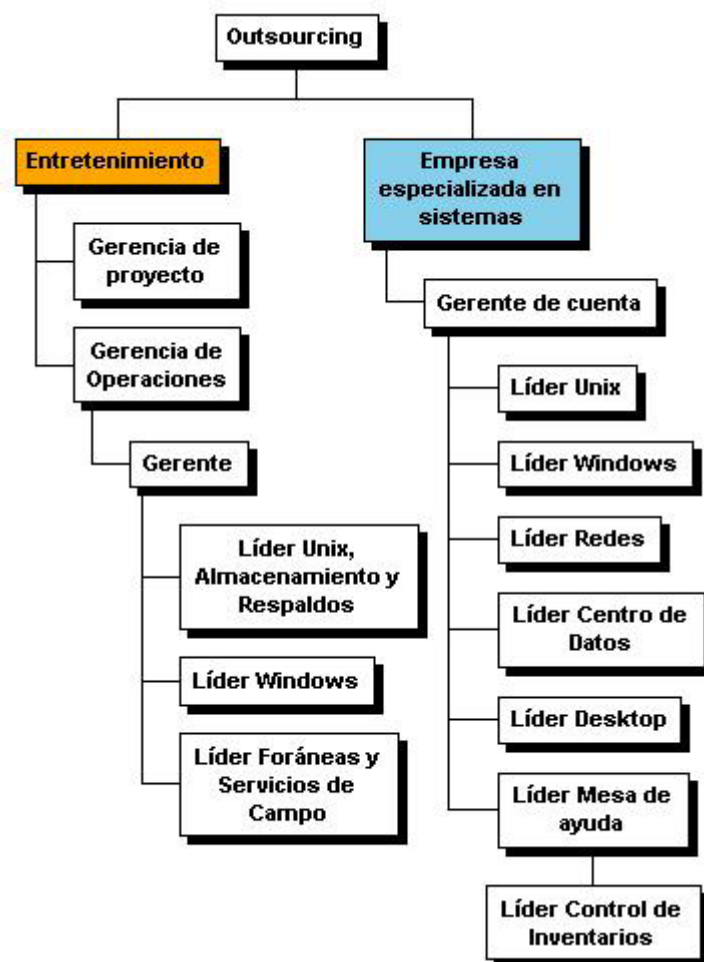 Outsourcing
Entretenimiento
Gerencia de
proyecto
Gerencia de
Operaciones
Gerente
Líder Unix,
Almacenamiento y
Respaldos
Líder Windows
Líder Foráneas y
Servicios de
Campo
Empresa
especializada en
sistemas
Gerente de cuenta
Líder Unix
Líder Windows
Líder Redes
Líder Centro de
Datos
Líder Desktop
Líder Mesa de
ayuda
Líder Control de
Inventarios